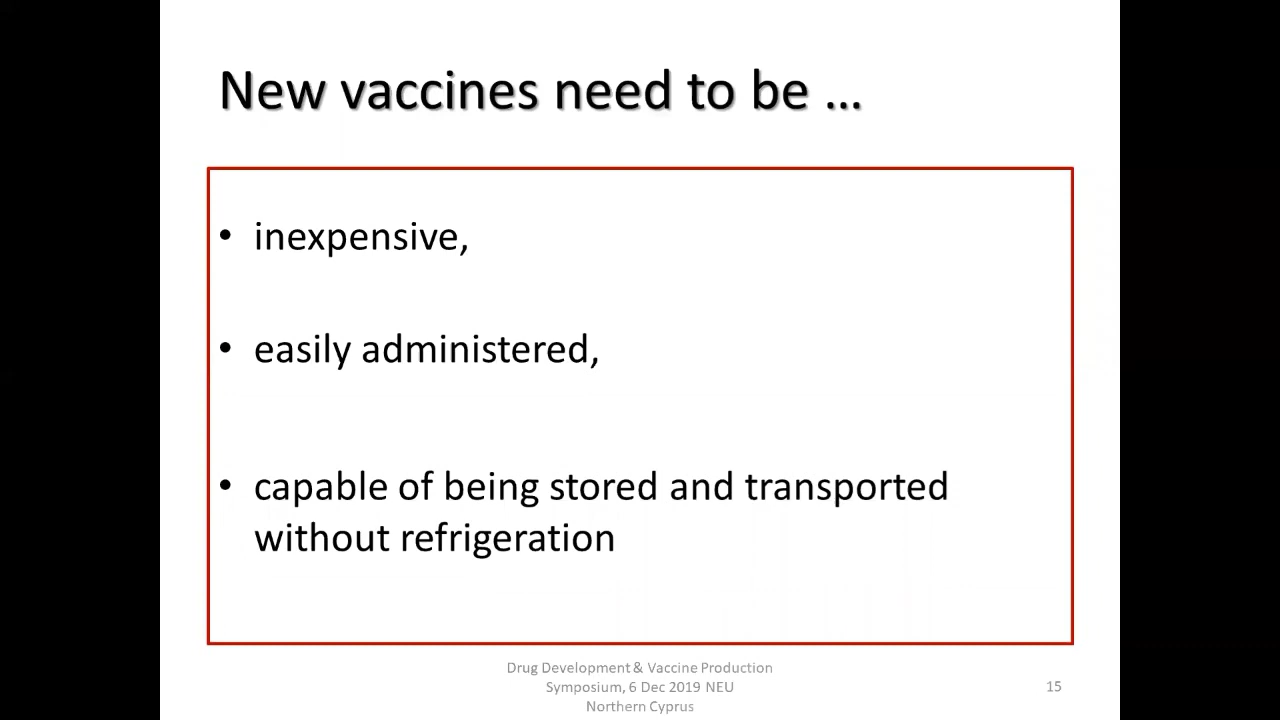 New vaccines need to be ...
• inexpensive,
• easily administered,
• capable of being stored and transported
without refrigeration
Drug Development & Vaccine Production
Symposium, 6 Dec 2019 NEU
Northern Cyprus
15